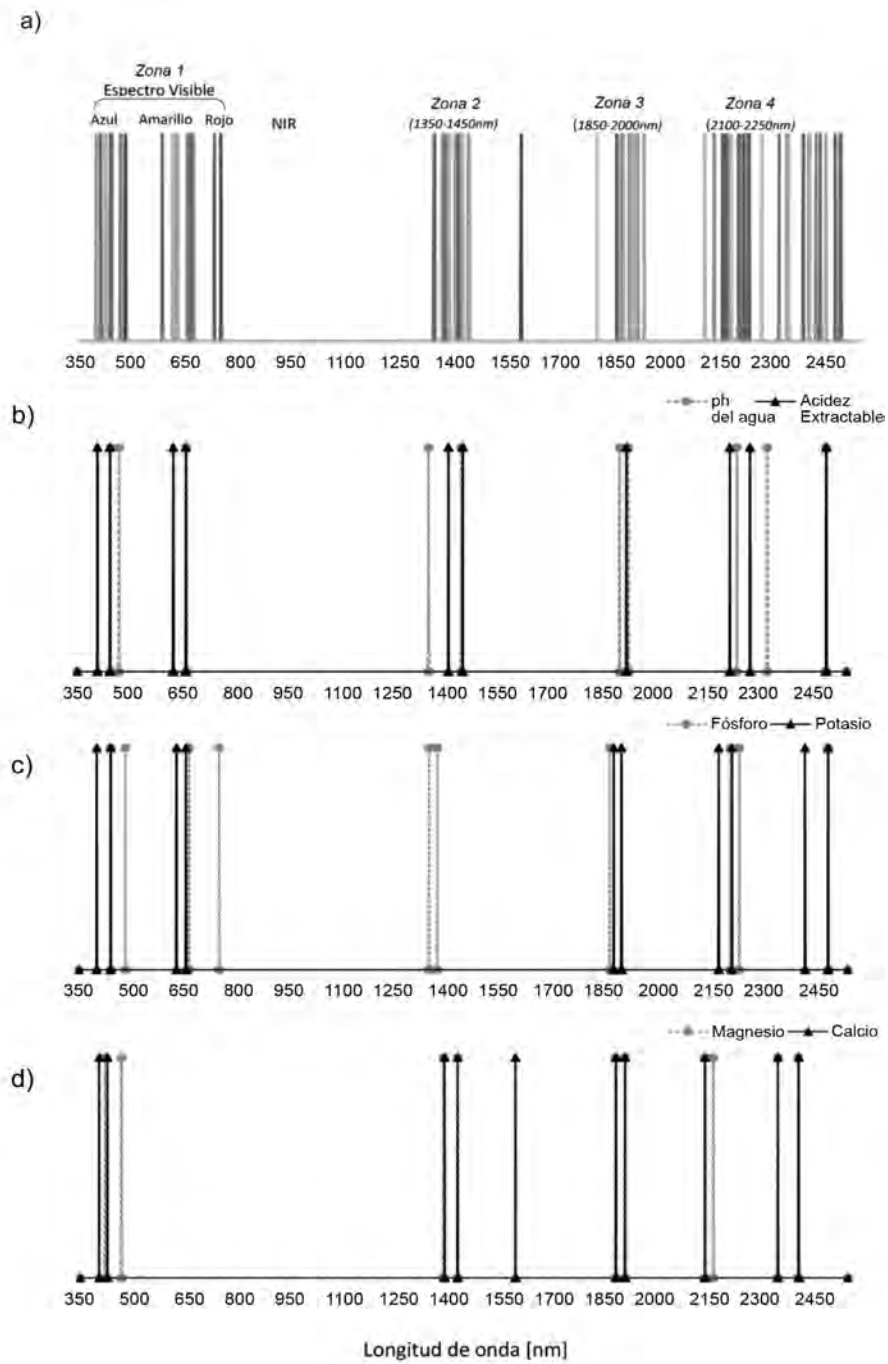 a)
Zona 1
Espectro Visible
Azul Amarillo Rojo NIR
Zona 2
(1350-1450nm)
Zona 3
(1850-2000nm)
Zona 4
(2100-2250nm)
350 500 650 800 950 1100 1250 1400 1550 1700 1850 2000 2150 2300 2450
b)
ph del agua
Acidez Extractable
350 500 650 800 950 1100 1250 1400 1550 1700 1850 2000 2150 2300 2450
c)
Fósforo Potasio
350 500 650 800 950 1100 1250 1400 1550 1700 1850 2000 2150 2300 2450
d)
Magnesio Calcio
350 500 650 800 950 1100 1250 1400 1550 1700 1850 2000 2150 2300 2450
Longitud de onda [nm]